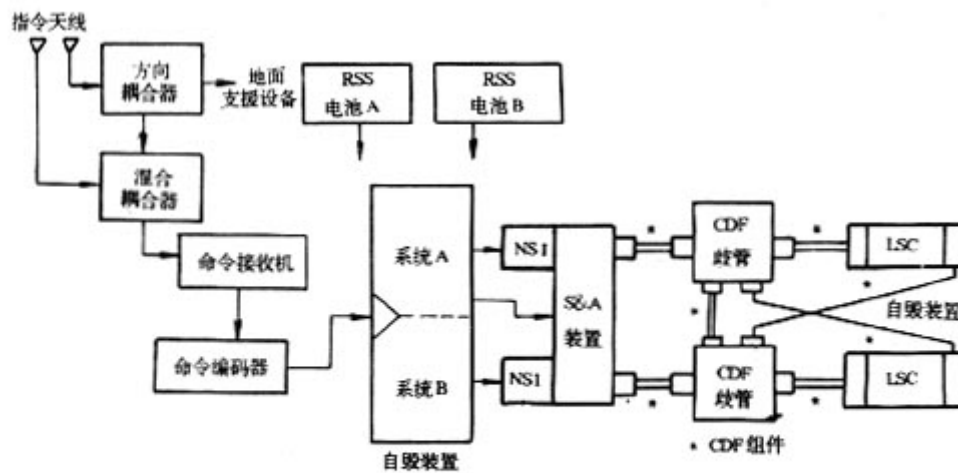 指令天线
方向
耦合器
地面
支援设备
RSS
电池A
RSS
电池B
混合
耦合器
命令接收机
命令编码器
系统A
系统B
自毁装置
NSI
NSI
S&A
装置
CDF
歧管
CDF
歧管
LSC
自毁装置
LSC
* CDF组件